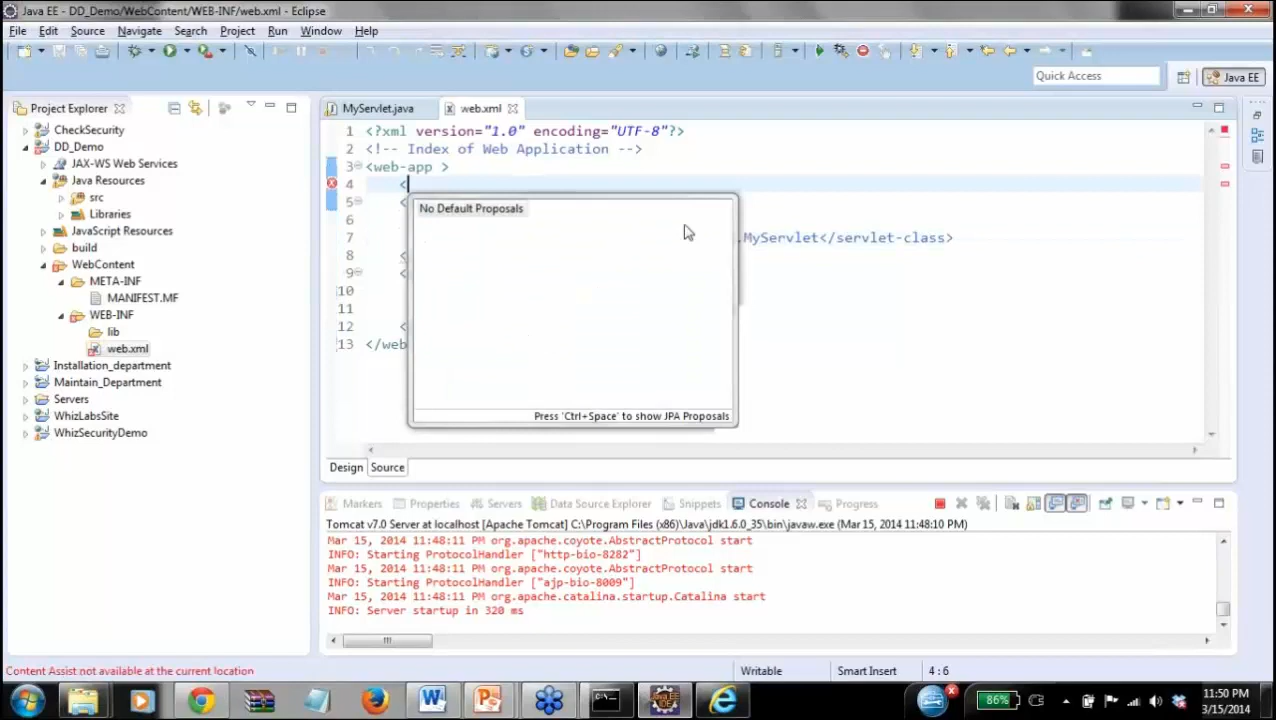 Java EE - DD_Demo/WebContent/WEB-INF/web.xml - Eclipse
File Edit Source Navigate Search Project Run Window Help
Quick Access
Java EE
Project Explorer
CheckSecurity
DD_Demo
JAX-WS Web Services
Java Resources
src
Libraries
JavaScript Resources
build
WebContent
META-INF
MANIFEST.MF
WEB-INF
lib
web.xml
Installation_department
Maintain_Department
Servers
WhizLabsSite
WhizSecurityDemo
MyServlet.java web.xml
1 <?xml version="1.0" encoding="UTF-8"?>
2 <!-- Index of Web Application -->
3 <web-app >
4 <
5 <
6
7 .MyServlet</servlet-class>
8 <
9 <
10
11
12 <
13 </web
No Default Proposals
Press 'Ctrl+Space' to show JPA Proposals
Design Source
Markers Properties Servers Data Source Explorer Snippets Console Progress
Tomcat v7.0 Server at localhost [Apache Tomcat] C:\Program Files (x86)\Java\jdk1.6.0_35\bin\javaw.exe (Mar 15, 2014 11:48:10 PM)
Mar 15, 2014 11:48:11 PM org.apache.coyote.AbstractProtocol start
INFO: Starting ProtocolHandler ["http-bio-8282"]
Mar 15, 2014 11:48:11 PM org.apache.coyote.AbstractProtocol start
INFO: Starting ProtocolHandler ["ajp-bio-8009"]
Mar 15, 2014 11:48:11 PM org.apache.catalina.startup.Catalina start
INFO: Server startup in 320 ms
Content Assist not available at the current location
Writable
Smart Insert
4 : 6
86%
11:50 PM
3/15/2014